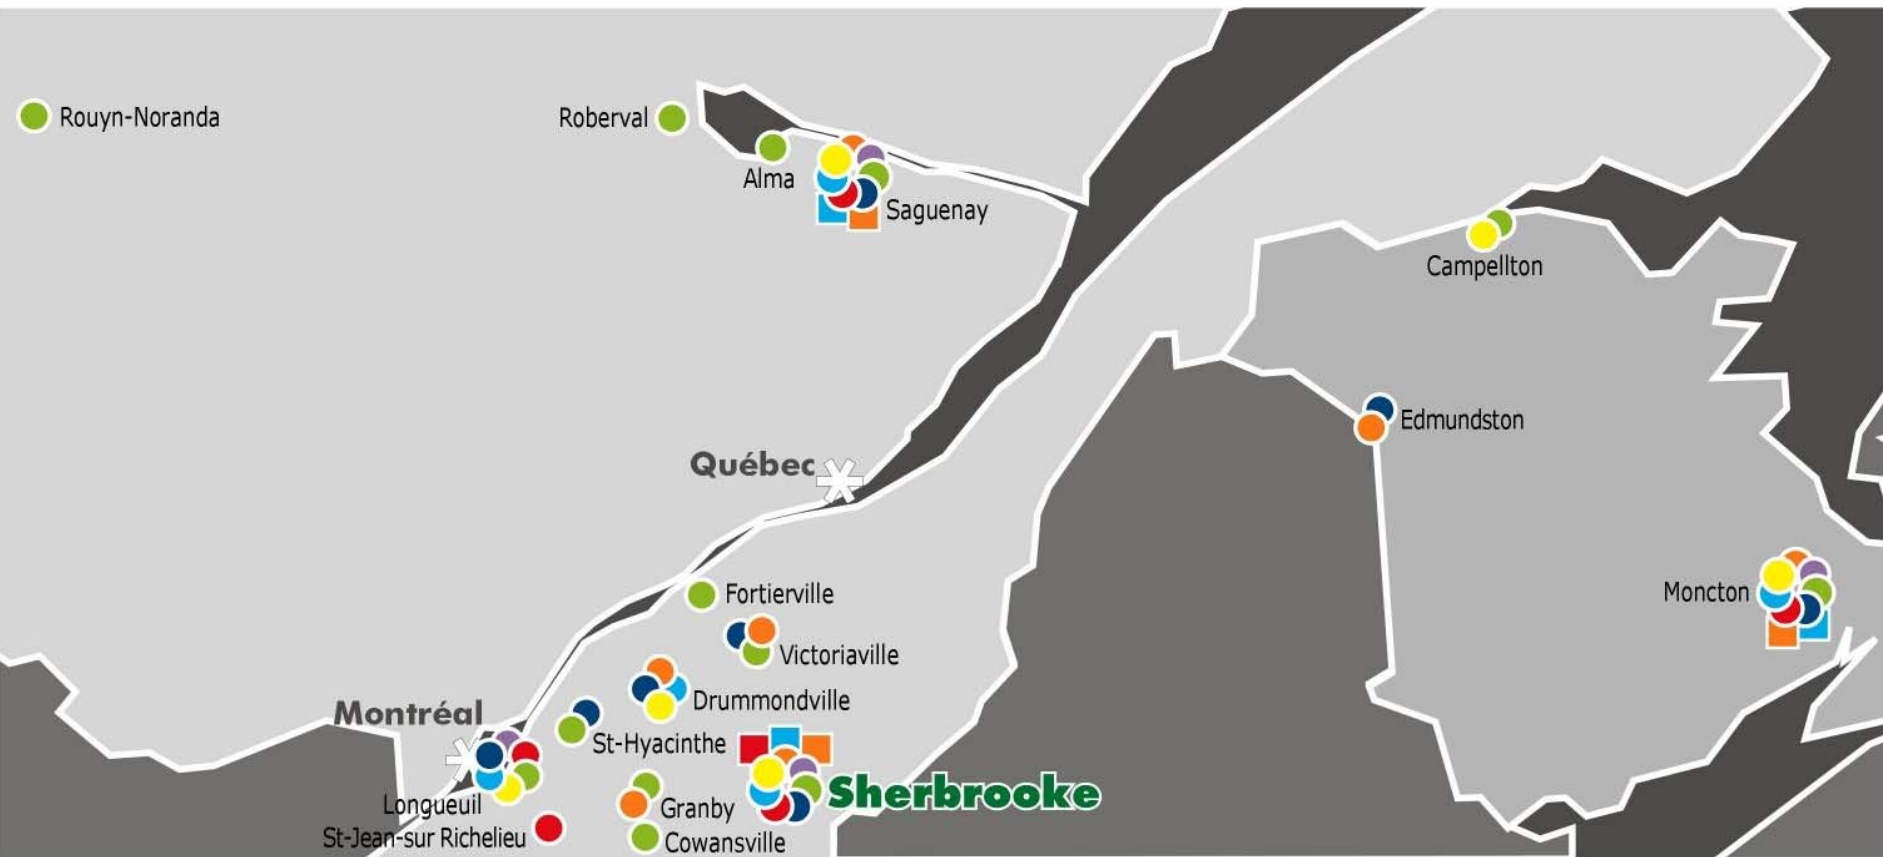 Rouyn-Noranda
Roberval
Alma
Saguenay
Campellton
Edmundston
Québec
Moncton
Fortierville
Victoriaville
Drummondville
Montréal
St-Hyacinthe
Sherbrooke
Longueuil
Granby
St-Jean-sur Richelieu
Cowansville